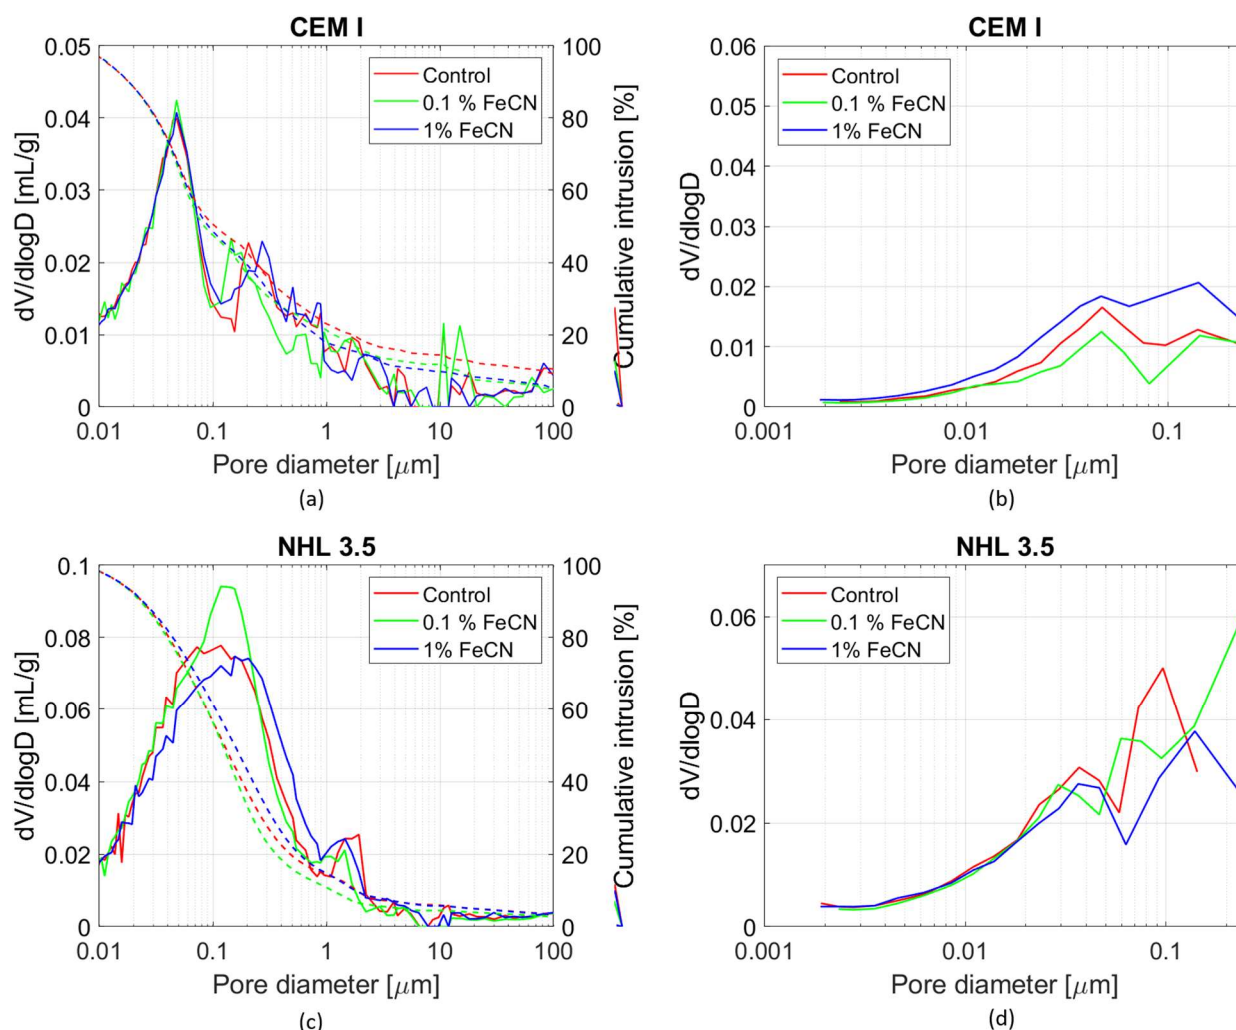 CEM I
0.05
0.04
0.03
0.02
0.01
0
dV/dlogD [mL/g]
100
80
60
40
20
0
Cumulative intrusion [%]
Control
0.1 % FeCN
1% FeCN
0.01
0.1
1
10
100
Pore diameter [μm]
(a)
CEM I
0.06
0.05
0.04
0.03
0.02
0.01
0
dV/dlogD
Control
0.1 % FeCN
1% FeCN
0.001
0.01
0.1
Pore diameter [μm]
(b)
NHL 3.5
0.1
0.08
0.06
0.04
0.02
0
dV/dlogD [mL/g]
100
80
60
40
20
0
Cumulative intrusion [%]
Control
0.1 % FeCN
1% FeCN
0.01
0.1
1
10
100
Pore diameter [μm]
(c)
NHL 3.5
0.06
0.04
0.02
0
dV/dlogD
Control
0.1 % FeCN
1% FeCN
0.001
0.01
0.1
Pore diameter [μm]
(d)